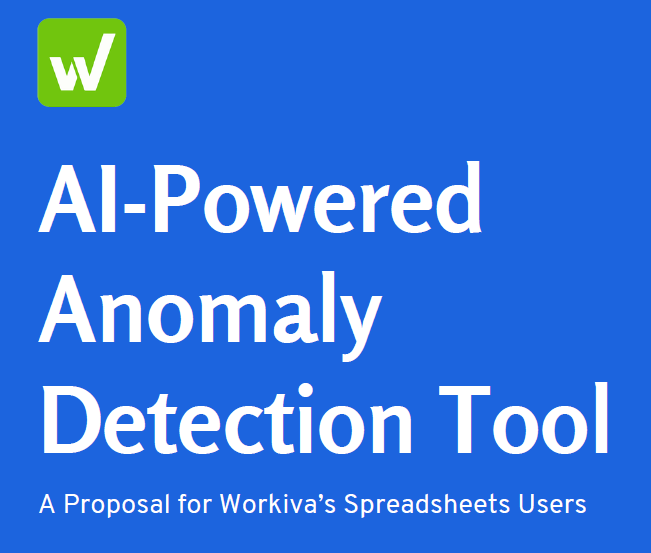 W
AI-Powered
Anomaly
Detection Tool
A Proposal for Workiva’s Spreadsheets Users